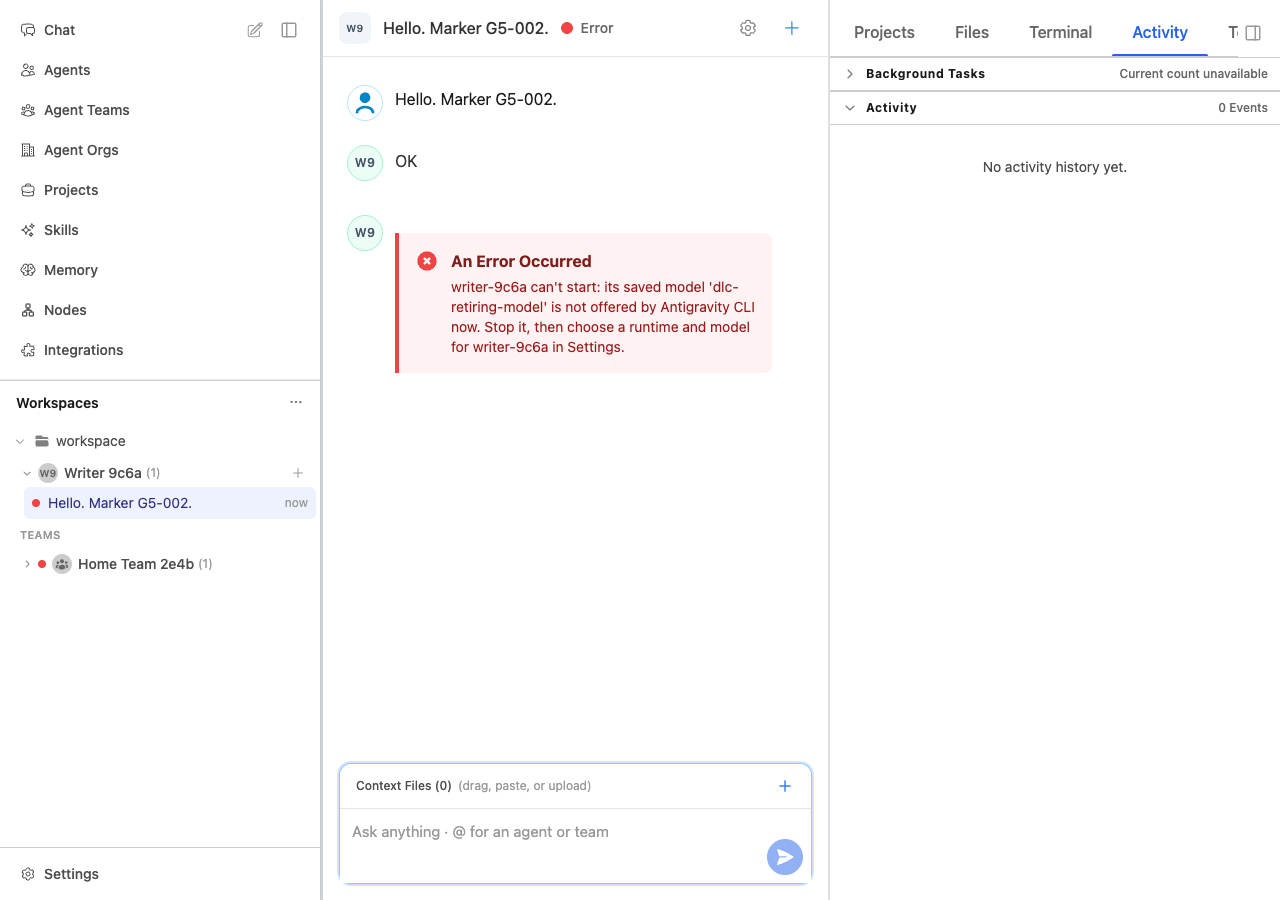 Chat
Agents
Agent Teams
Agent Orgs
Projects
Skills
Memory
Nodes
Integrations
Workspaces
workspace
W9 Writer 9c6a (1)
Hello. Marker G5-002. now
TEAMS
Home Team 2e4b (1)
Settings
W9 Hello. Marker G5-002. Error
Hello. Marker G5-002.
W9 OK
W9
An Error Occurred
writer-9c6a can't start: its saved model 'dlc-
retiring-model' is not offered by Antigravity CLI
now. Stop it, then choose a runtime and model
for writer-9c6a in Settings.
Context Files (0) (drag, paste, or upload)
Ask anything · @ for an agent or team
Projects Files Terminal Activity
Background Tasks Current count unavailable
Activity 0 Events
No activity history yet.